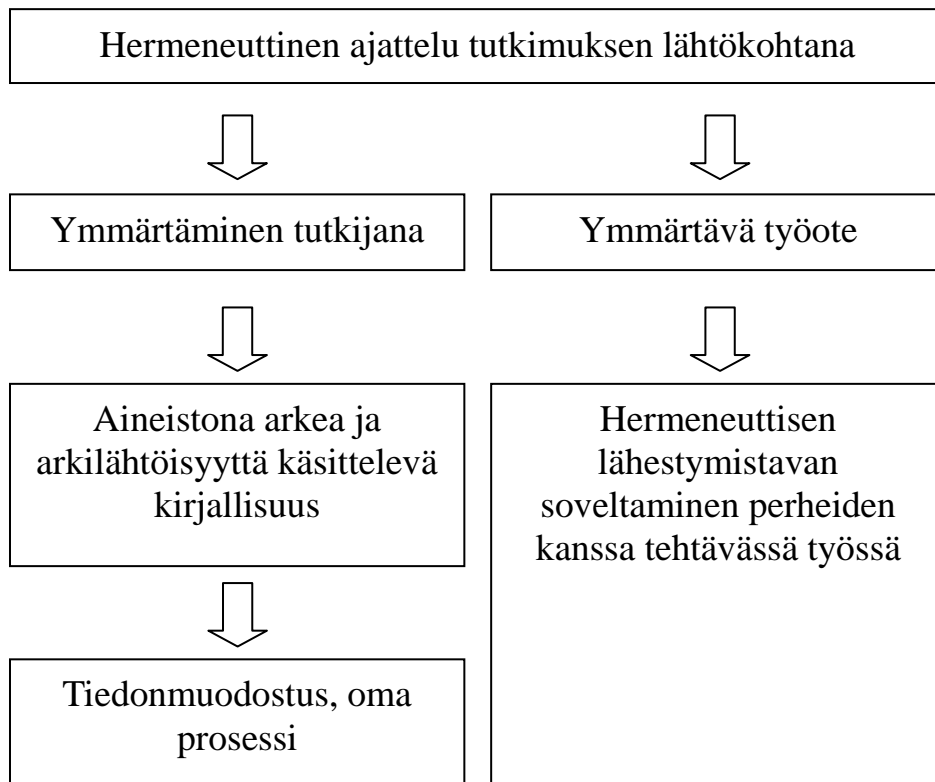 Hermeneuttinen ajattelu tutkimuksen lähtökohtana
Ymmärtäminen tutkijana
Ymmärtävä työote
Aineistona arkea ja
arkilähtöisyyttä käsittelevä
kirjallisuus
Hermeneuttisen
lähestymistavan
soveltaminen perheiden
kanssa tehtävässä työssä
Tiedonmuodostus, oma
prosessi